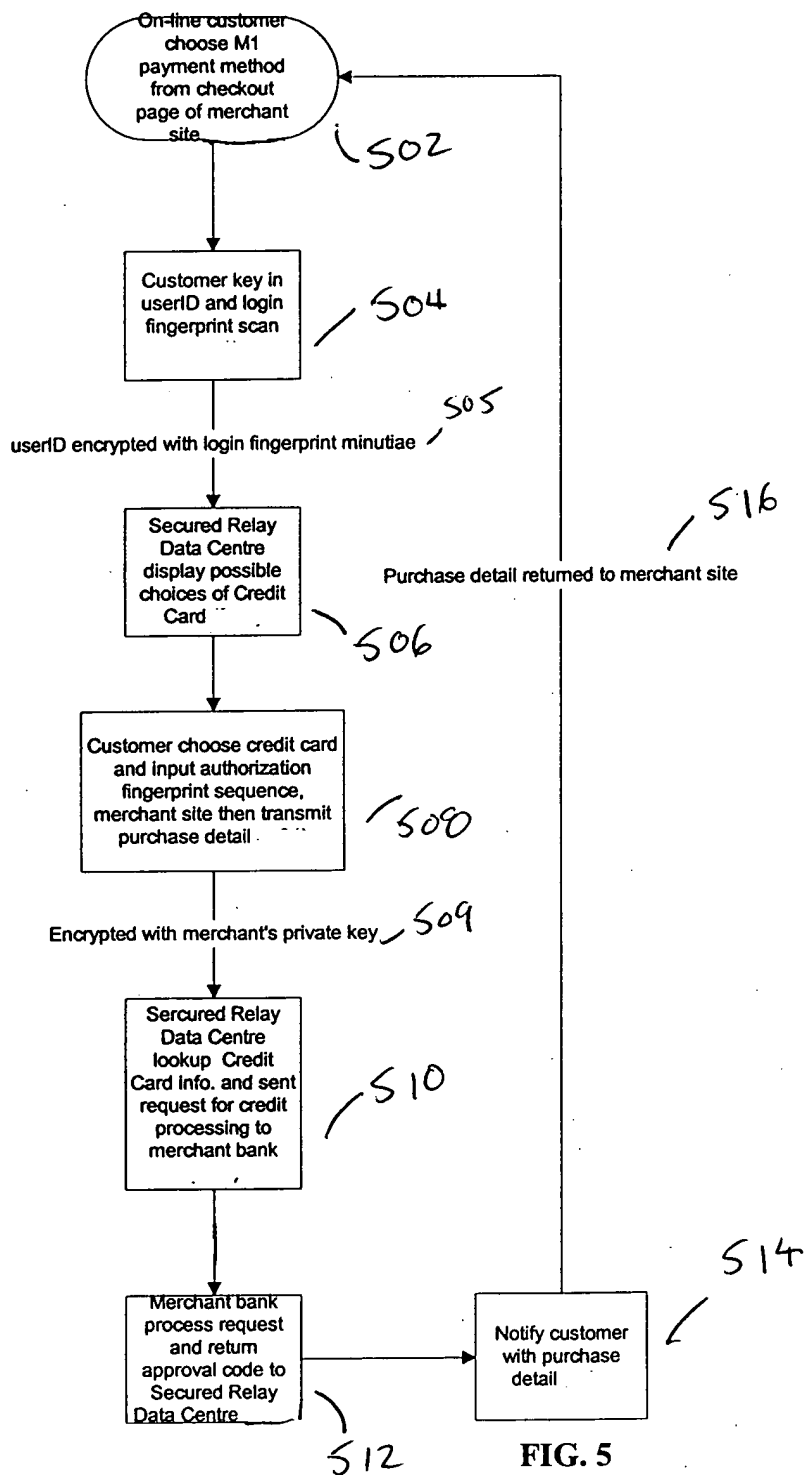 On-line customer
choose M1
payment method
from checkout
page of merchant
site
502
Customer key in
userID and login
fingerprint scan
504
505
userID encrypted with login fingerprint minutiae
Secured Relay
Data Centre
display possible
choices of Credit
Card
506
516
Purchase detail returned to merchant site
Customer choose credit card
and input authorization
fingerprint sequence,
merchant site then transmit
purchase detail
508
Encrypted with merchant's private key
509
Sercured Relay
Data Centre
lookup Credit
Card info. and sent
request for credit
processing to
merchant bank
510
Merchant bank
process request
and return
approval code to
Secured Relay
Data Centre
512
514
Notify customer
with purchase
detail
FIG. 5